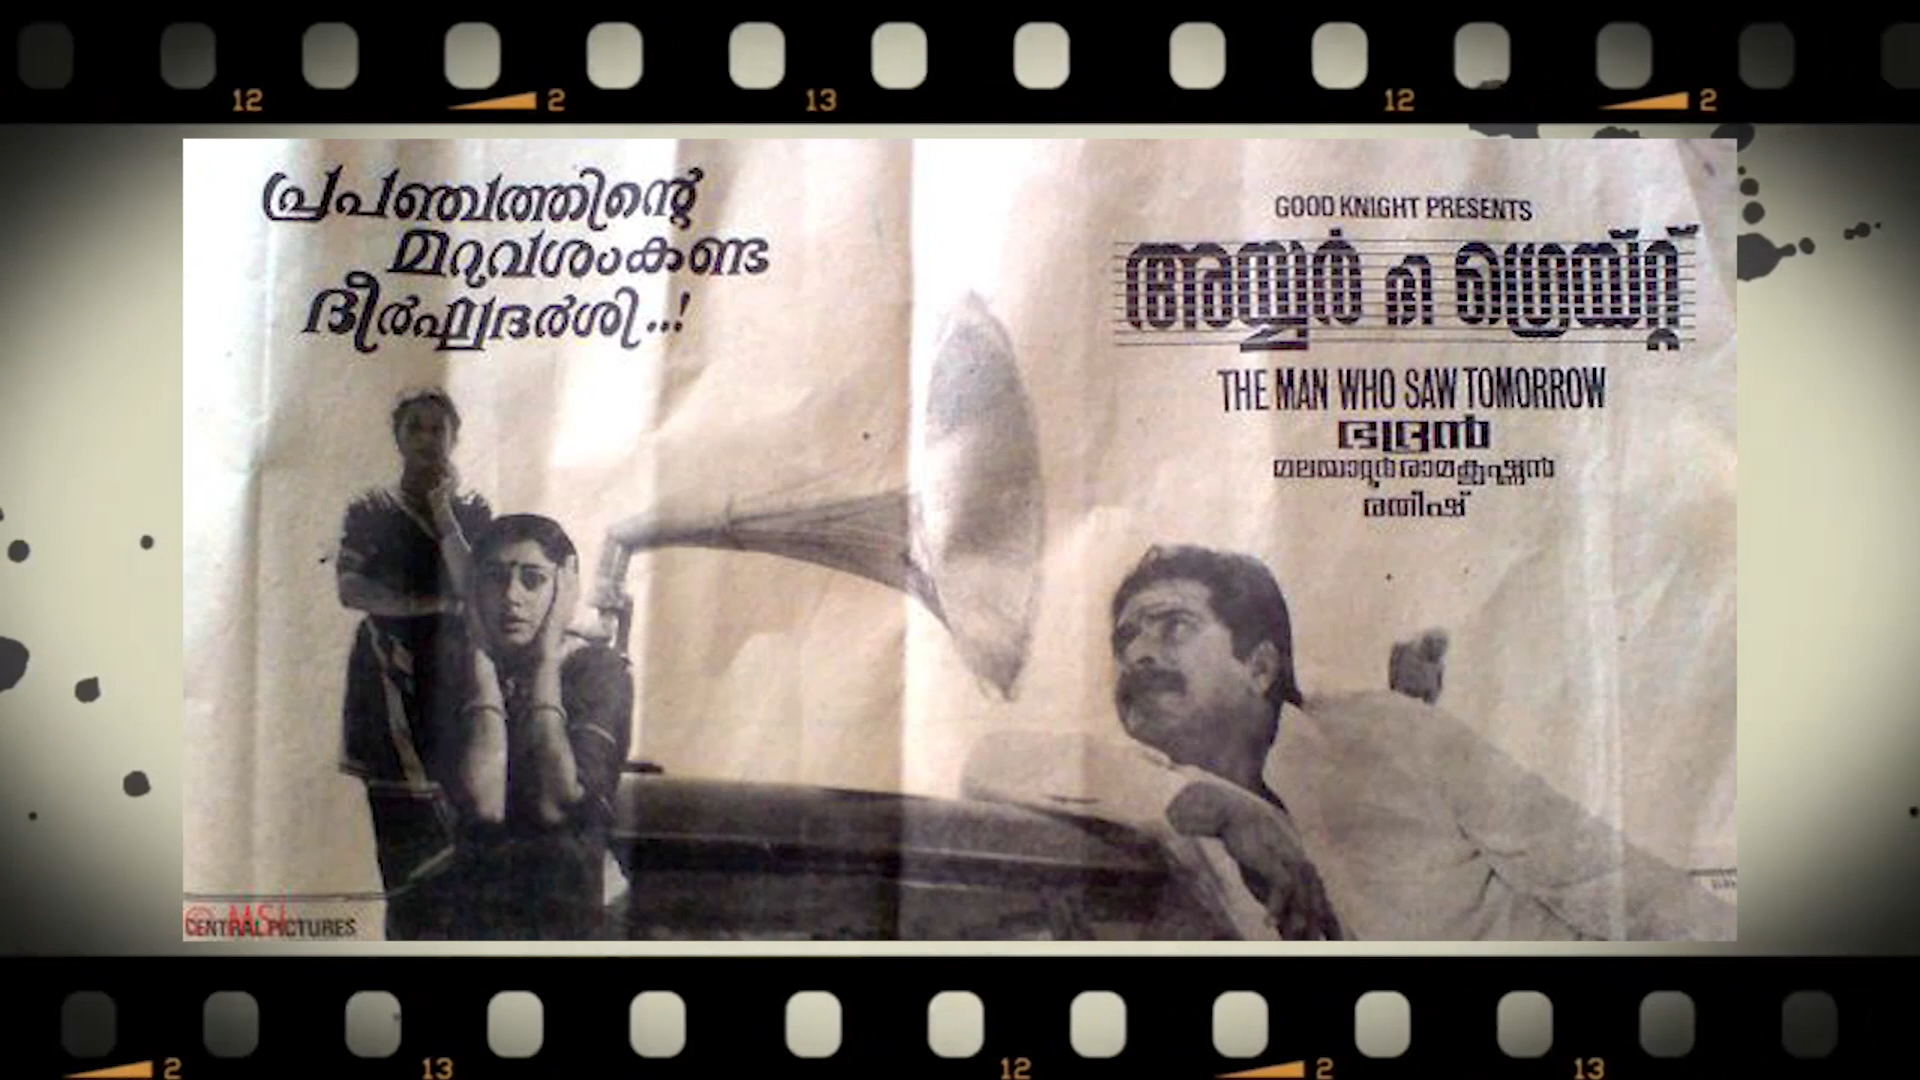 12 2 13 12 2
പ്രപഞ്ചത്തിന്റെ
മറുവശംകണ്ട
ദീർഘദർശി...!
GOOD KNIGHT PRESENTS
അയ്യർ ദി ഗ്രെയ്റ്റ്
THE MAN WHO SAW TOMORROW
ഭദ്രൻ
മലയാറ്റൂർ രാമകൃഷ്ണൻ
രതീഷ്
© MSI
CENTRAL PICTURES
2 13 12 2 13